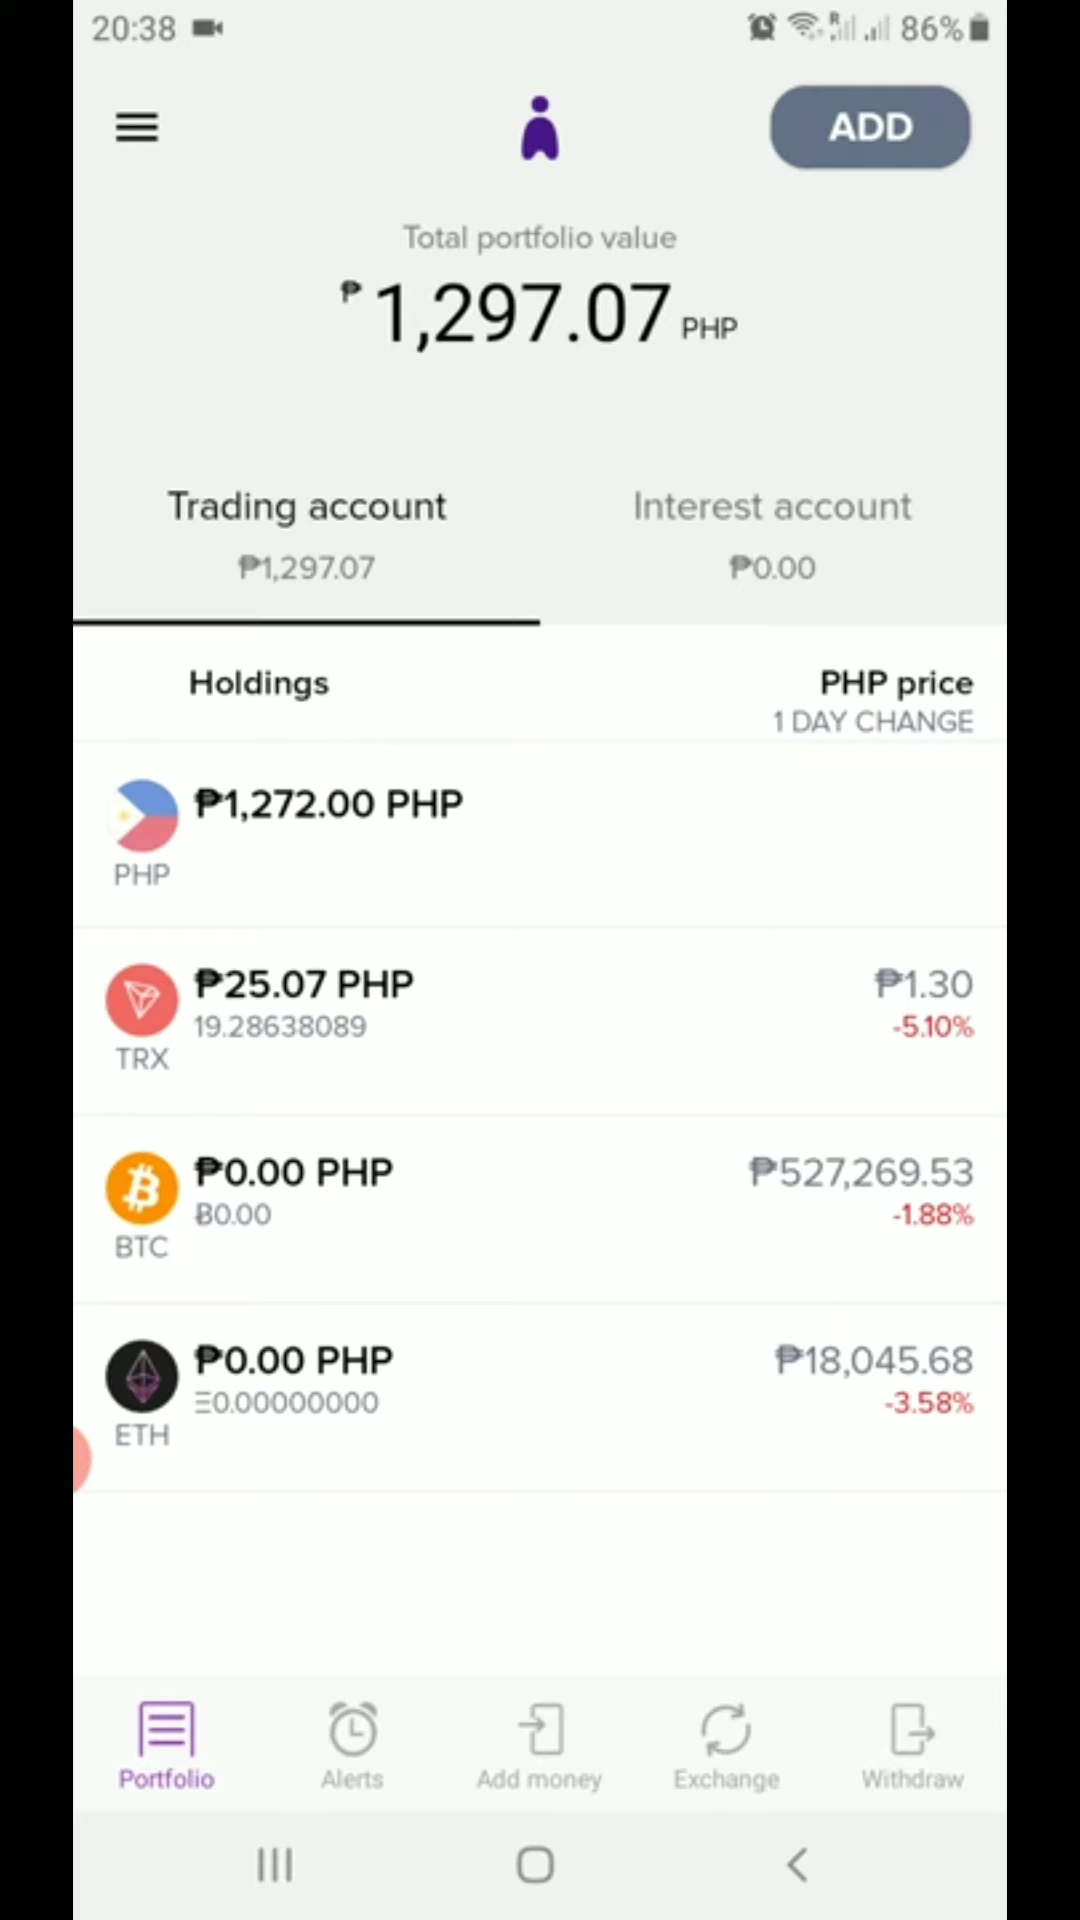 20:38 86%
ADD
Total portfolio value
₱1,297.07 PHP
Trading account Interest account
₱1,297.07 ₱0.00
Holdings PHP price
1 DAY CHANGE
₱1,272.00 PHP
PHP
₱25.07 PHP ₱1.30
19.28638089 -5.10%
TRX
₱0.00 PHP ₱527,269.53
Ƀ0.00 -1.88%
BTC
₱0.00 PHP ₱18,045.68
Ξ0.00000000 -3.58%
ETH
Portfolio Alerts Add money Exchange Withdraw